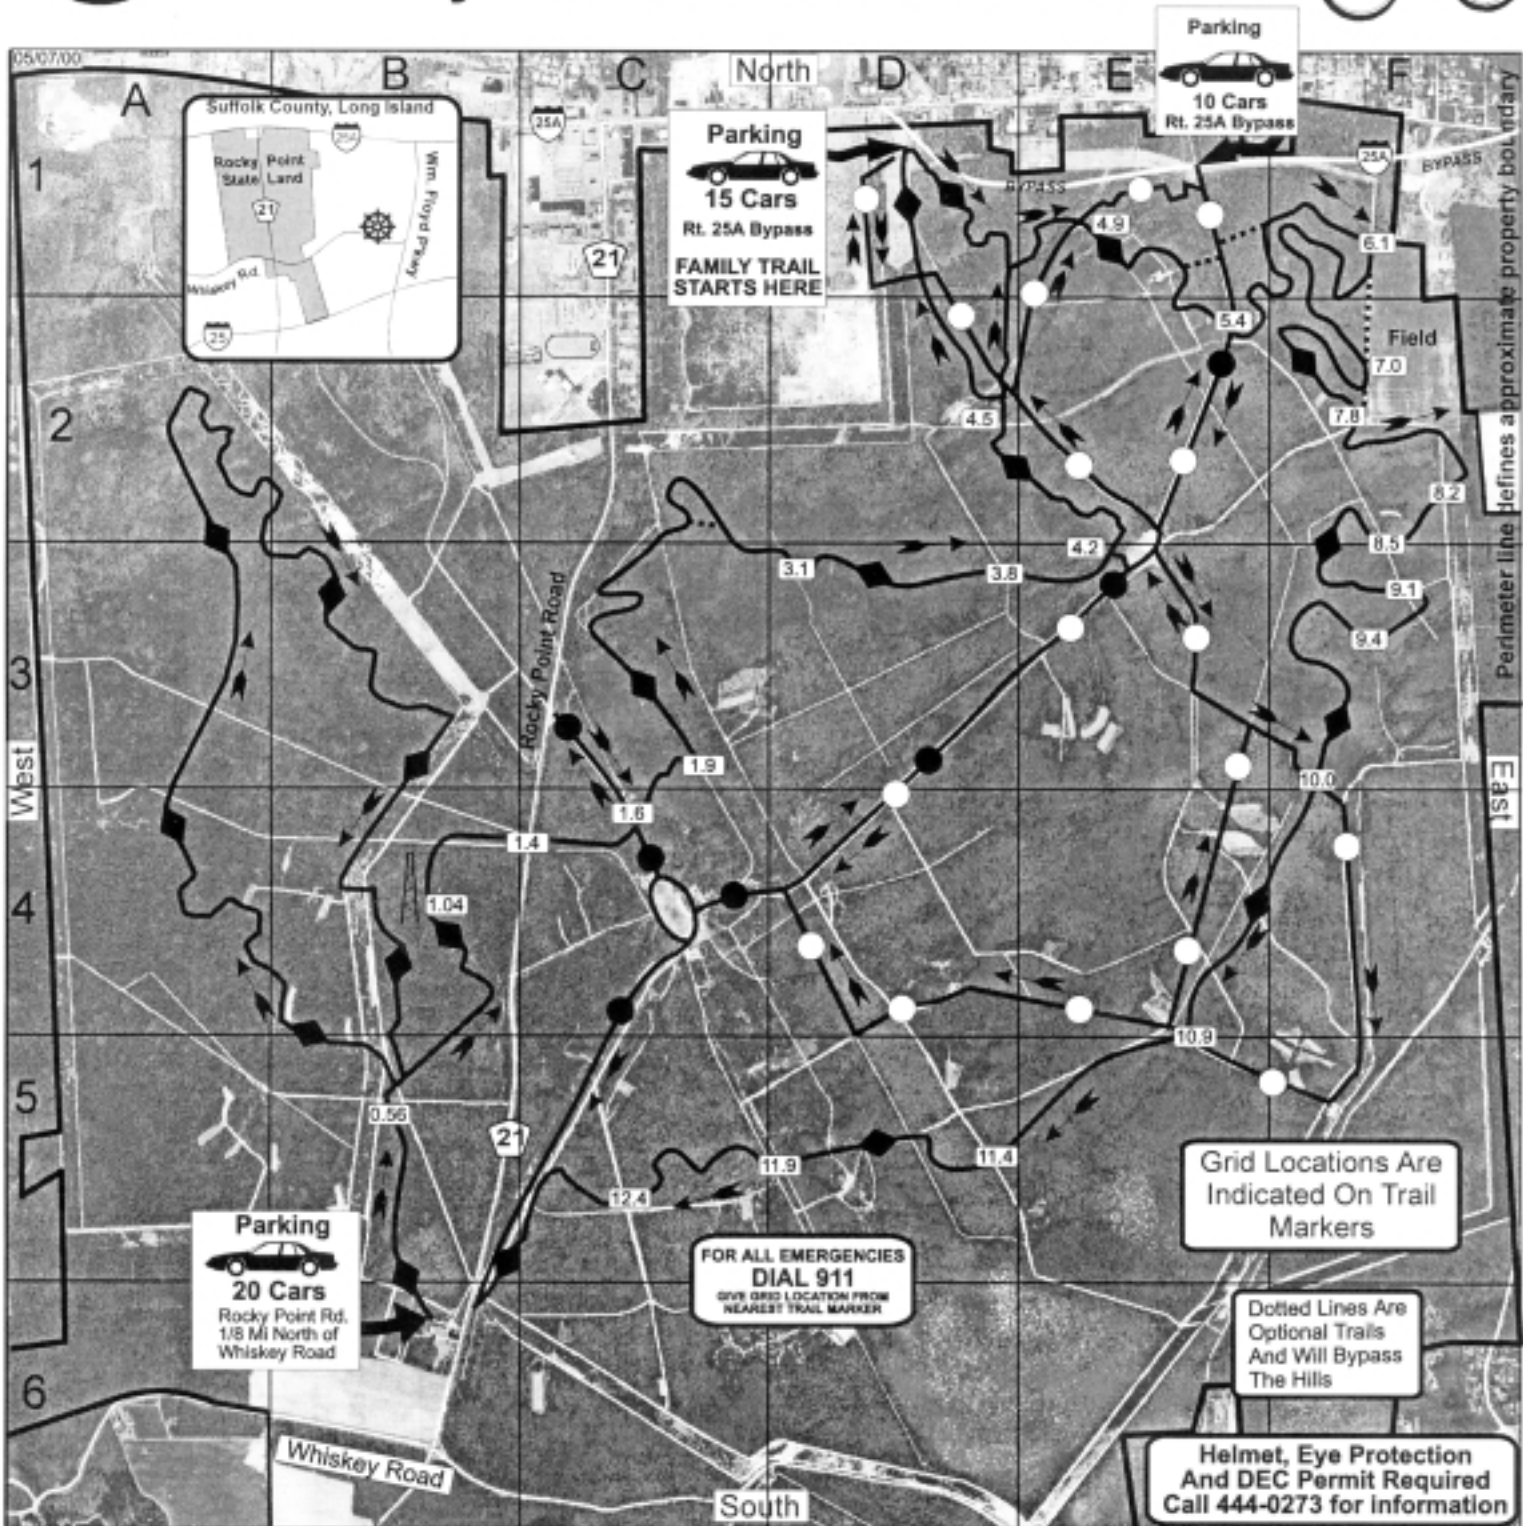 05/07/00
A
B
C
North
D
E
F
Parking
10 Cars
Rt. 25A Bypass
Suffolk County, Long Island
25A
Rocky Point
State Land
21
Wm. Floyd Pkwy
Whiskey Rd.
25
25A
21
Parking
15 Cars
Rt. 25A Bypass
FAMILY TRAIL
STARTS HERE
BYPASS
25A
BYPASS
1
4.9
6.1
5.4
Field
7.0
2
4.5
7.8
8.2
4.2
8.5
3.1
3.8
9.1
9.4
Perimeter line defines approximate property boundary
3
Rocky Point Road
West
East
1.9
10.0
1.6
1.4
4
1.04
10.9
5
0.56
21
11.4
11.9
12.4
Grid Locations Are
Indicated On Trail
Markers
Parking
20 Cars
Rocky Point Rd.
1/8 Mi North of
Whiskey Road
FOR ALL EMERGENCIES
DIAL 911
GIVE GRID LOCATION FROM
NEAREST TRAIL MARKER
Dotted Lines Are
Optional Trails
And Will Bypass
The Hills
6
Whiskey Road
South
Helmet, Eye Protection
And DEC Permit Required
Call 444-0273 for information